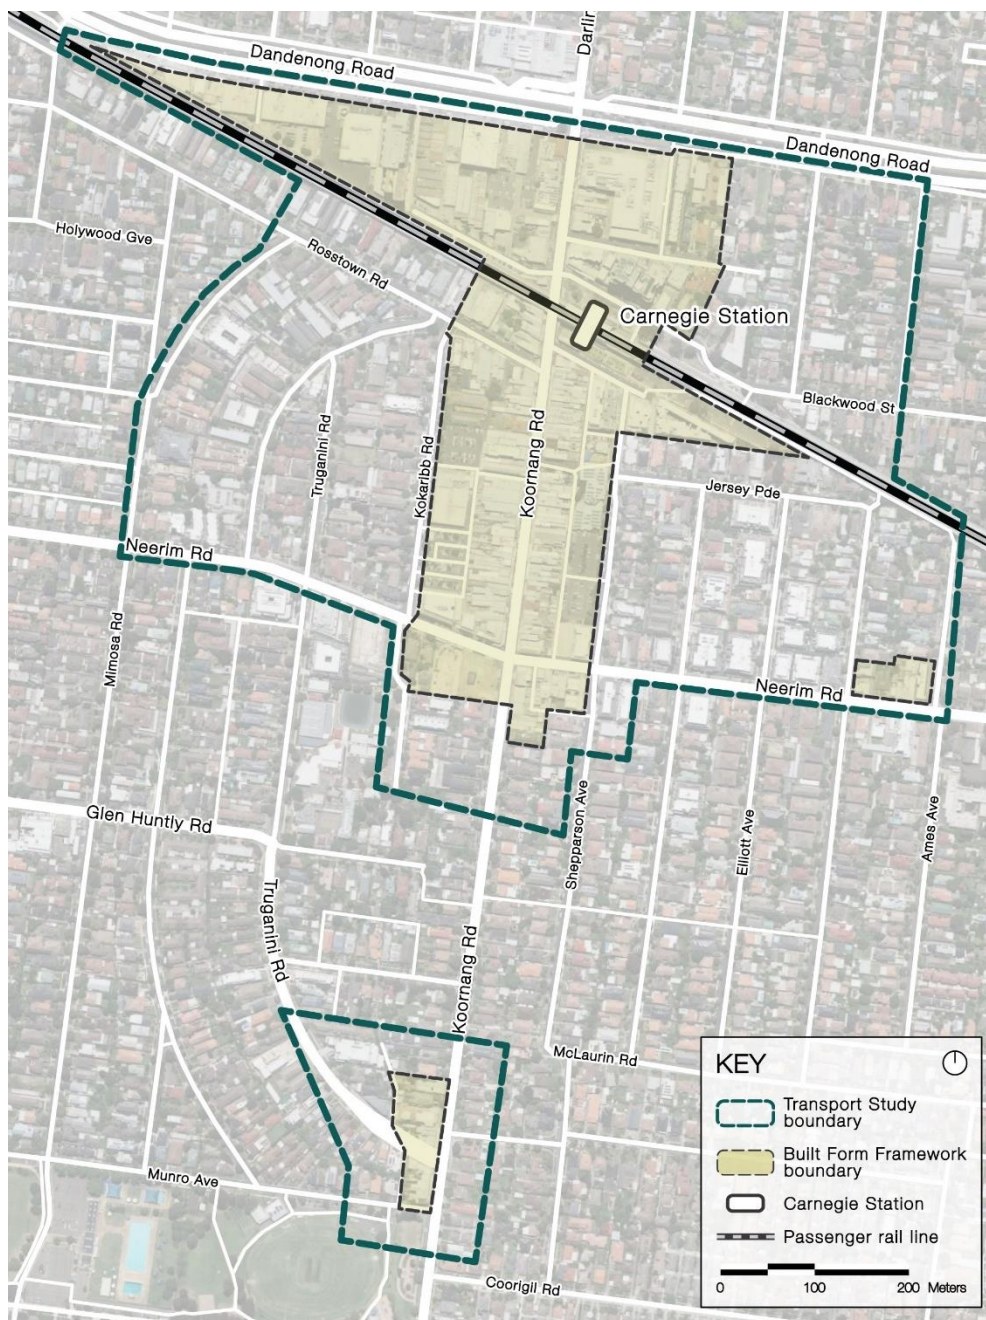 Darlin
Dandenong Road
Dandenong Road
Holywood Gve
Rosstown Rd
Carnegie Station
Blackwood St
Truganini Rd
Kokaribb Rd
Koornang Rd
Jersey Pde
Neerim Rd
Mimosa Rd
Neerim Rd
Glen Huntly Rd
Shepparson Ave
Elliott Ave
Ames Ave
Truganini Rd
Koornang Rd
McLaurin Rd
Munro Ave
Coorigil Rd
KEY
Transport Study
boundary
Built Form Framework
boundary
Carnegie Station
Passenger rail line
0 100 200 Meters